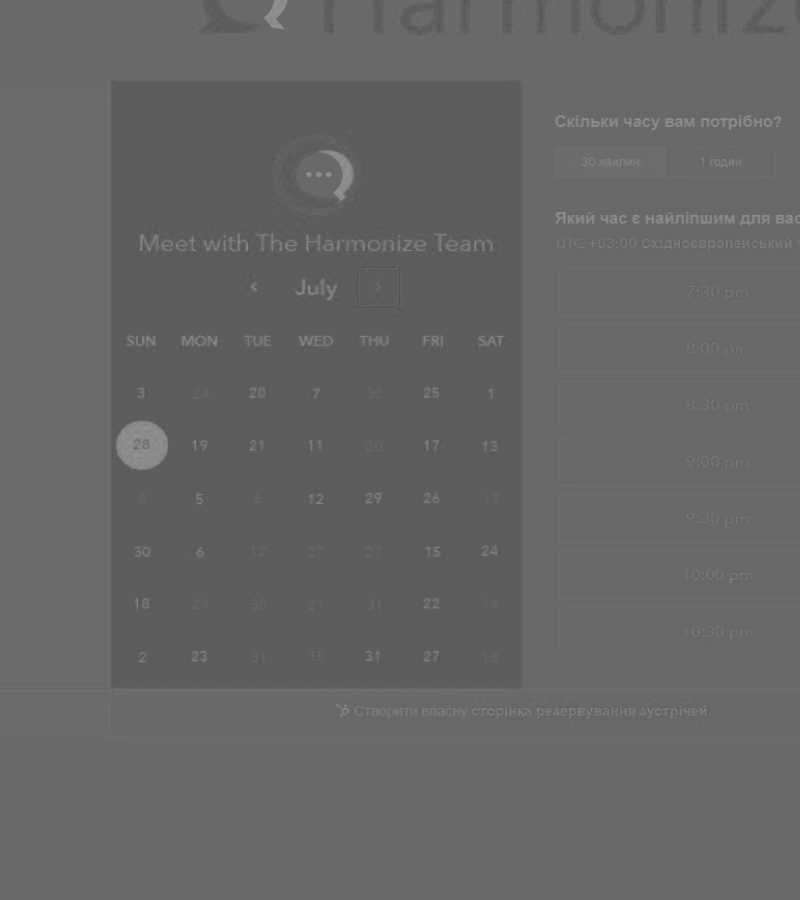 Harmonize
Meet with The Harmonize Team
July
SUN MON TUE WED THU FRI SAT
3 24 20 7 30 25 1
28 19 21 11 20 17 13
5 6 12 29 26 17
30 6 12 27 27 15 24
18 29 30 21 31 22 14
2 23 31 15 31 27 18
Скільки часу вам потрібно?
30 хвилин 1 годин
Який час є найліпшим для вас
UTC +03:00 Східноєвропейський
7:30 pm
8:00 pm
8:30 pm
9:00 pm
9:30 pm
10:00 pm
10:30 pm
Створити власну сторінка резервування зустрічей